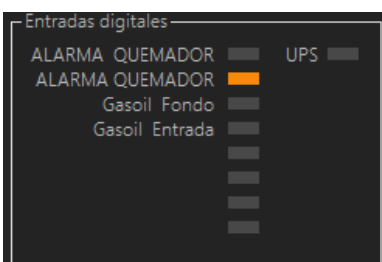 Entradas digitales
ALARMA QUEMADOR UPS
ALARMA QUEMADOR
Gasoil Fondo
Gasoil Entrada